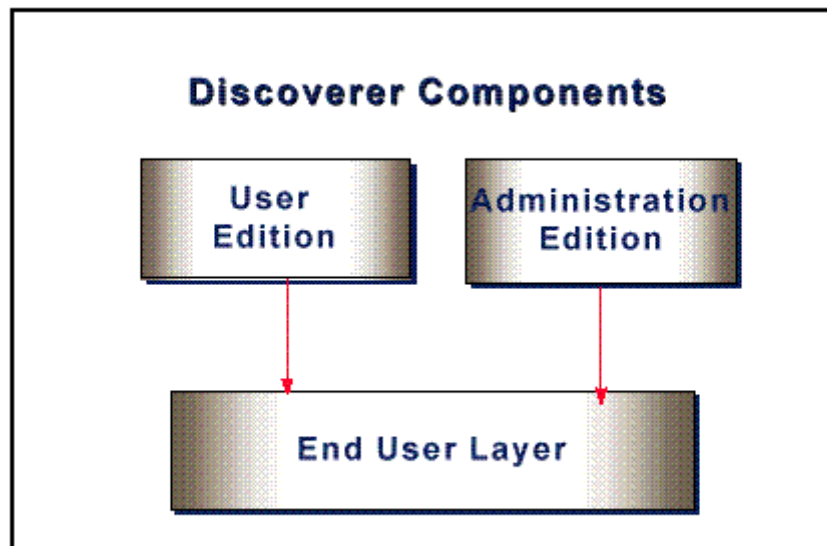 Discoverer Components
User
Edition
Administration
Edition
End User Layer